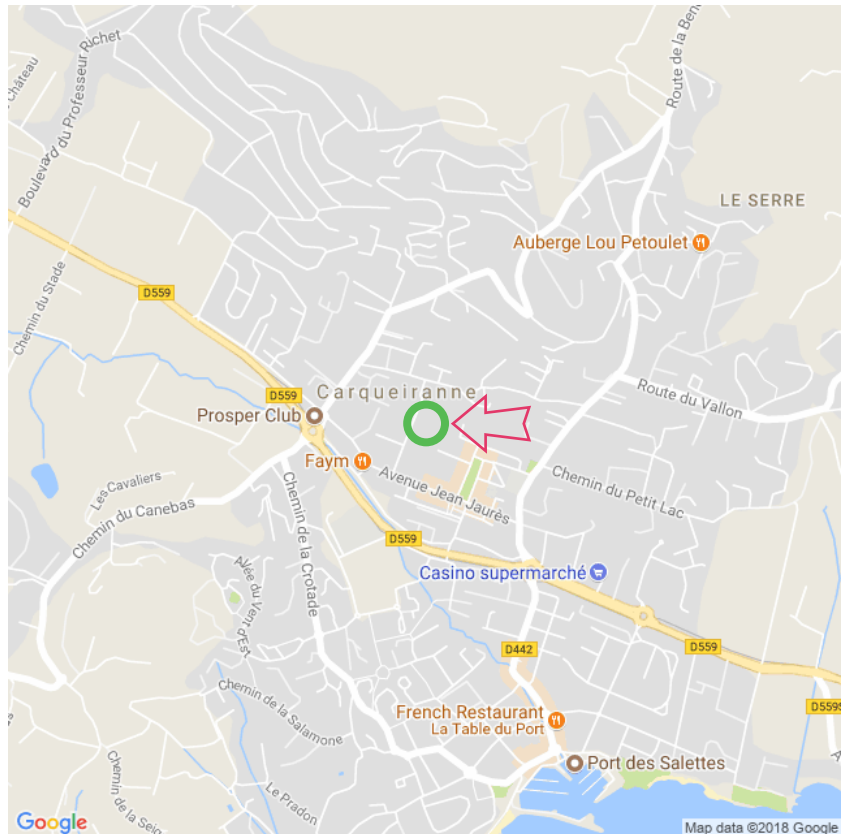 Boulevard du Professeur Richet
Château
Route de la Ben
LE SERRE
Auberge Lou Petoulet
D559
Chemin du Stade
Carqueiranne
D559
Prosper Club
Route du Vallon
Faym
Les Cavaliers
Chemin du Canebas
Avenue Jean Jaurès
Chemin du Petit Lac
Chemin de la Crotade
D559
Casino supermarché
Allée du Vent d'Est
D442
D559
Chemin de la Salamone
D559S
French Restaurant
La Table du Port
Port des Salettes
Chemin de la Seig
Le Pradon
A
Google
Map data ©2018 Google